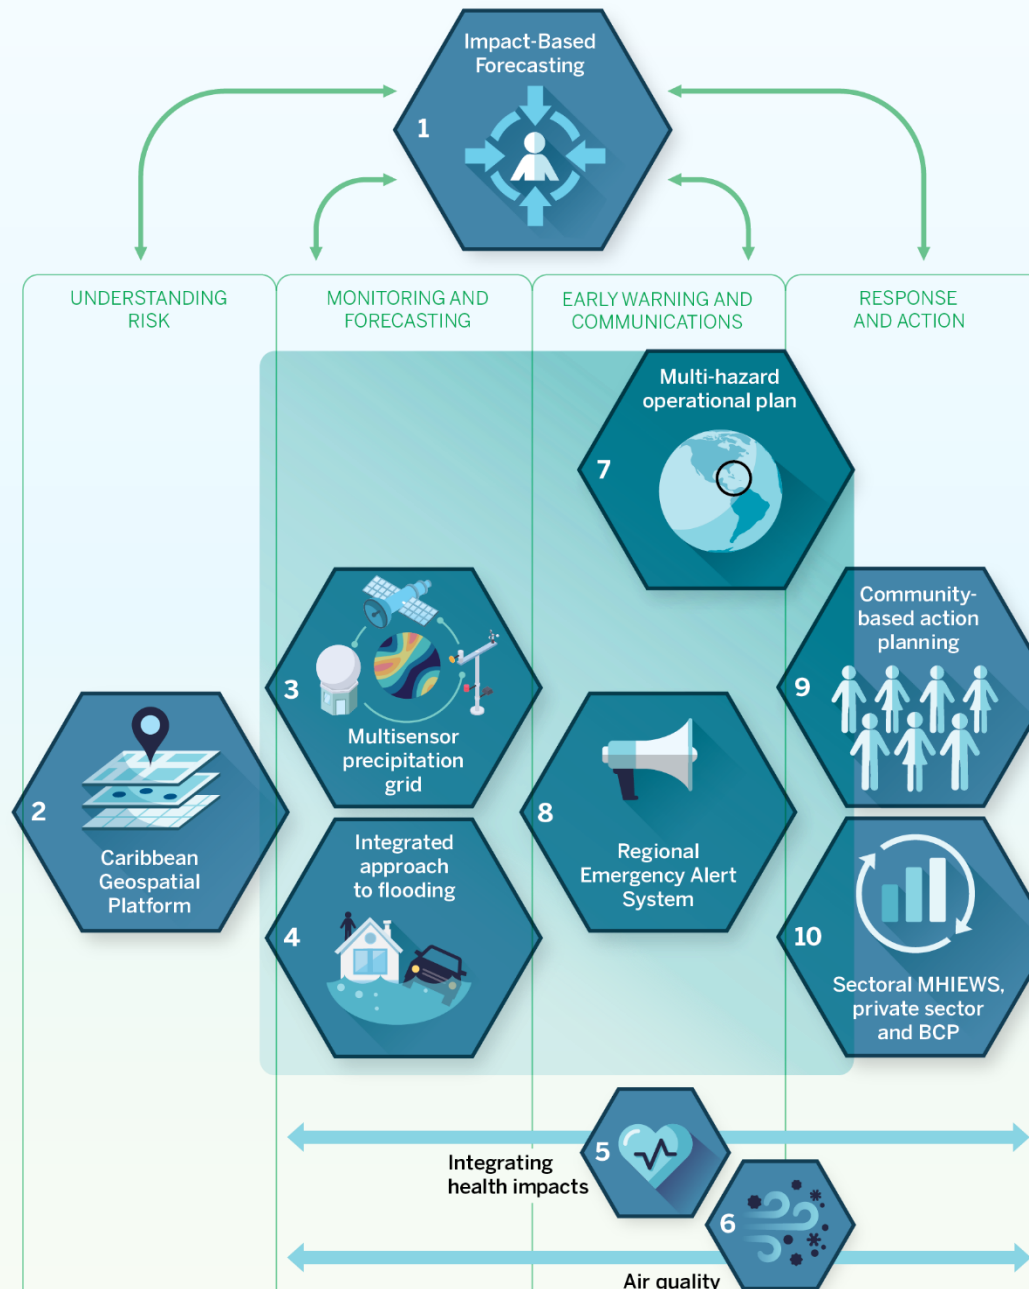 Impact-Based
Forecasting
1
UNDERSTANDING
RISK
MONITORING AND
FORECASTING
EARLY WARNING AND
COMMUNICATIONS
RESPONSE
AND ACTION
Multi-hazard
operational plan
7
3
Multisensor
precipitation
grid
Community-
based action
planning
9
2
Caribbean
Geospatial
Platform
Integrated
approach
to flooding
4
8
Regional
Emergency Alert
System
10
Sectoral MHIEWS,
private sector
and BCP
5
Integrating
health impacts
6
Air quality